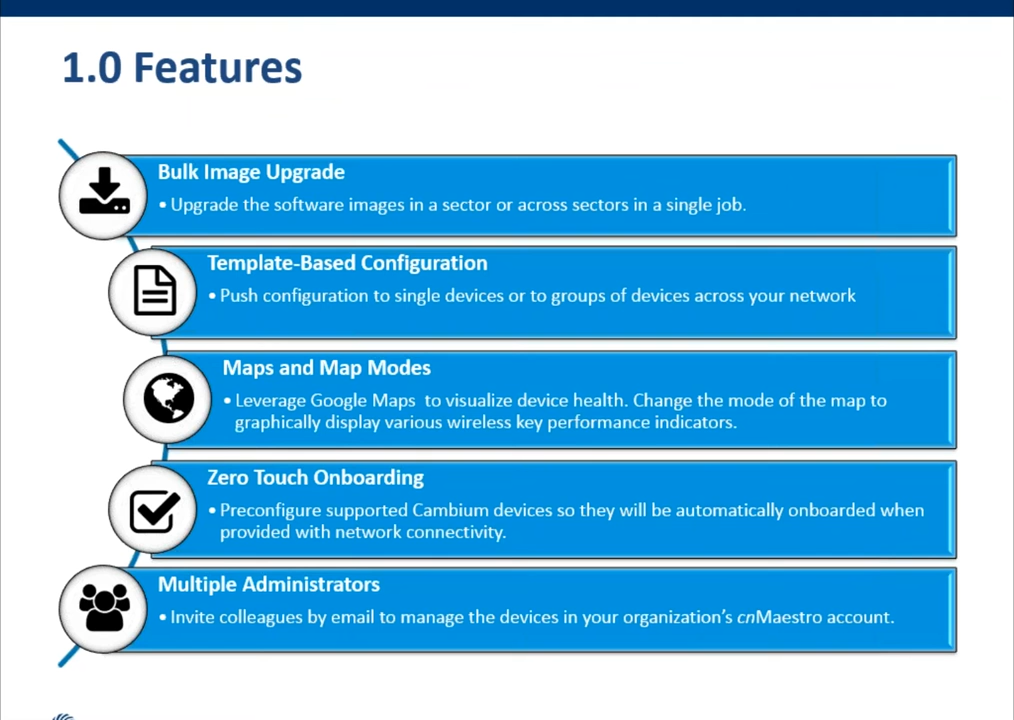 1.0 Features
Bulk Image Upgrade
• Upgrade the software images in a sector or across sectors in a single job.
Template-Based Configuration
• Push configuration to single devices or to groups of devices across your network
Maps and Map Modes
• Leverage Google Maps  to visualize device health. Change the mode of the map to
graphically display various wireless key performance indicators.
Zero Touch Onboarding
• Preconfigure supported Cambium devices so they will be automatically onboarded when
provided with network connectivity.
Multiple Administrators
• Invite colleagues by email to manage the devices in your organization's cnMaestro account.